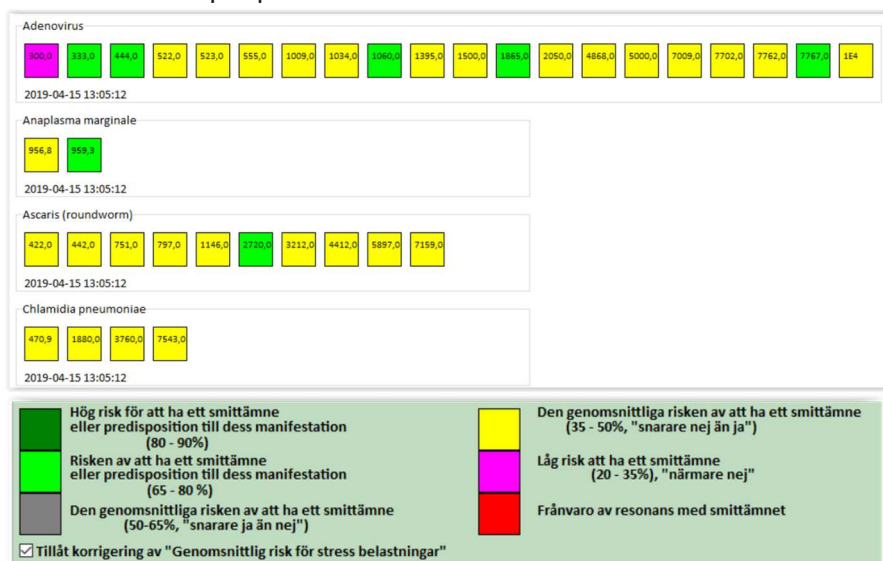 Adenovirus
300,0 333,0 444,0 522,0 523,0 555,0 1009,0 1034,0 1060,0 1395,0 1500,0 1865,0 2050,0 4868,0 5000,0 7009,0 7702,0 7762,0 7767,0 1E4
2019-04-15 13:05:12
Anaplasma marginale
956,8 959,3
2019-04-15 13:05:12
Ascaris (roundworm)
422,0 442,0 751,0 797,0 1146,0 2720,0 3212,0 4412,0 5897,0 7159,0
2019-04-15 13:05:12
Chlamidia pneumoniae
470,9 1880,0 3760,0 7543,0
2019-04-15 13:05:12
Hög risk för att ha ett smittämne
eller predisposition till dess manifestation
(80 - 90%)
Risken av att ha ett smittämne
eller predisposition till dess manifestation
(65 - 80 %)
Den genomsnittliga risken av att ha ett smittämne
(50-65%, "snarare ja än nej")
Den genomsnittliga risken av att ha ett smittämne
(35 - 50%, "snarare nej än ja")
Låg risk att ha ett smittämne
(20 - 35%), "närmare nej"
Frånvaro av resonans med smittämnet
Tillåt korrigering av "Genomsnittlig risk för stress belastningar"